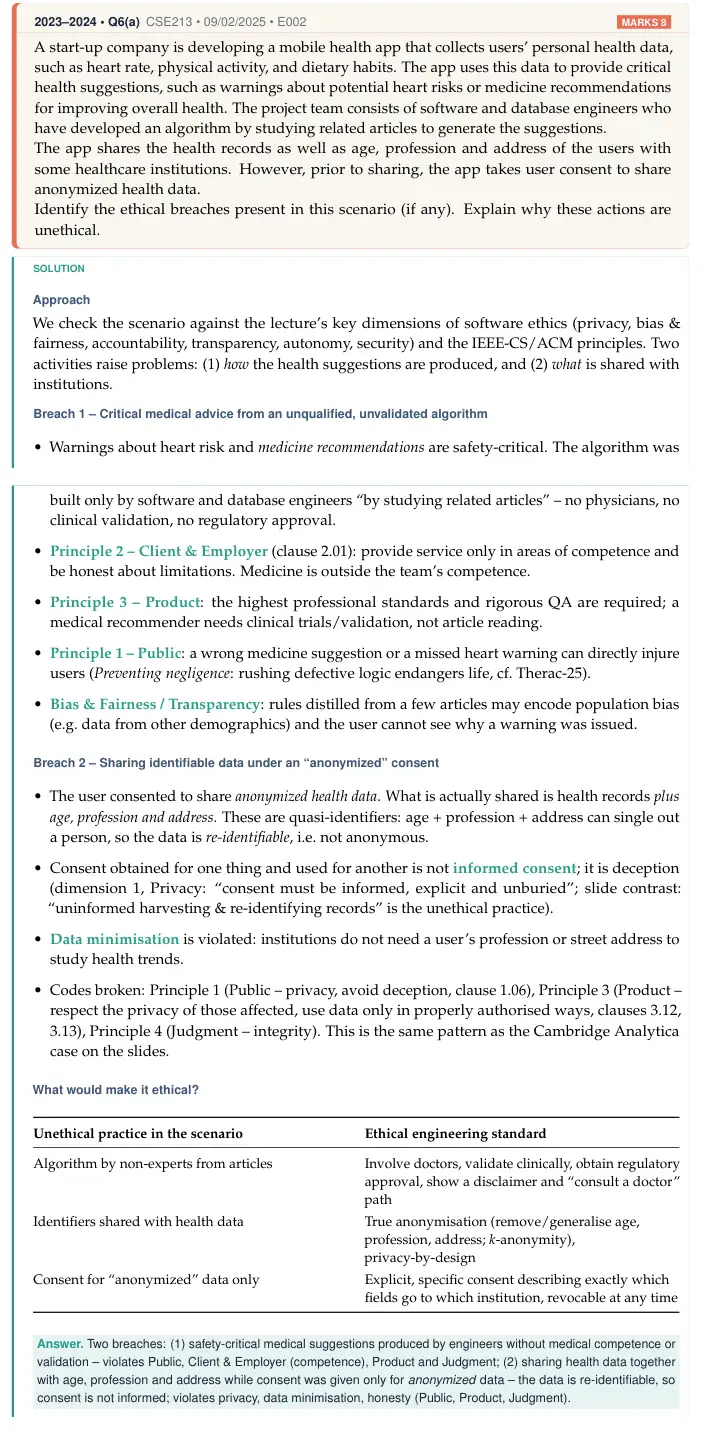 2023–2024 • Q6(a) CSE213 • 09/02/2025 • E002 MARKS 8
A start-up company is developing a mobile health app that collects users' personal health data,
such as heart rate, physical activity, and dietary habits. The app uses this data to provide critical
health suggestions, such as warnings about potential heart risks or medicine recommendations
for improving overall health. The project team consists of software and database engineers who
have developed an algorithm by studying related articles to generate the suggestions.
The app shares the health records as well as age, profession and address of the users with
some healthcare institutions. However, prior to sharing, the app takes user consent to share
anonymized health data.
Identify the ethical breaches present in this scenario (if any). Explain why these actions are
unethical.
SOLUTION
Approach
We check the scenario against the lecture's key dimensions of software ethics (privacy, bias &
fairness, accountability, transparency, autonomy, security) and the IEEE-CS/ACM principles. Two
activities raise problems: (1) how the health suggestions are produced, and (2) what is shared with
institutions.
Breach 1 – Critical medical advice from an unqualified, unvalidated algorithm
• Warnings about heart risk and medicine recommendations are safety-critical. The algorithm was
built only by software and database engineers “by studying related articles” – no physicians, no
clinical validation, no regulatory approval.
• Principle 2 – Client & Employer (clause 2.01): provide service only in areas of competence and
be honest about limitations. Medicine is outside the team's competence.
• Principle 3 – Product: the highest professional standards and rigorous QA are required; a
medical recommender needs clinical trials/validation, not article reading.
• Principle 1 – Public: a wrong medicine suggestion or a missed heart warning can directly injure
users (Preventing negligence: rushing defective logic endangers life, cf. Therac-25).
• Bias & Fairness / Transparency: rules distilled from a few articles may encode population bias
(e.g. data from other demographics) and the user cannot see why a warning was issued.
Breach 2 – Sharing identifiable data under an “anonymized” consent
• The user consented to share anonymized health data. What is actually shared is health records plus
age, profession and address. These are quasi-identifiers: age + profession + address can single out
a person, so the data is re-identifiable, i.e. not anonymous.
• Consent obtained for one thing and used for another is not informed consent; it is deception
(dimension 1, Privacy: “consent must be informed, explicit and unburied”; slide contrast:
“uninformed harvesting & re-identifying records” is the unethical practice).
• Data minimisation is violated: institutions do not need a user's profession or street address to
study health trends.
• Codes broken: Principle 1 (Public – privacy, avoid deception, clause 1.06), Principle 3 (Product –
respect the privacy of those affected, use data only in properly authorised ways, clauses 3.12,
3.13), Principle 4 (Judgment – integrity). This is the same pattern as the Cambridge Analytica
case on the slides.
What would make it ethical?
Unethical practice in the scenario Ethical engineering standard
Algorithm by non-experts from articles Involve doctors, validate clinically, obtain regulatory
approval, show a disclaimer and “consult a doctor”
path
Identifiers shared with health data True anonymisation (remove/generalise age,
profession, address; k-anonymity),
privacy-by-design
Consent for “anonymized” data only Explicit, specific consent describing exactly which
fields go to which institution, revocable at any time
Answer. Two breaches: (1) safety-critical medical suggestions produced by engineers without medical competence or
validation – violates Public, Client & Employer (competence), Product and Judgment; (2) sharing health data together
with age, profession and address while consent was given only for anonymized data – the data is re-identifiable, so
consent is not informed; violates privacy, data minimisation, honesty (Public, Product, Judgment).